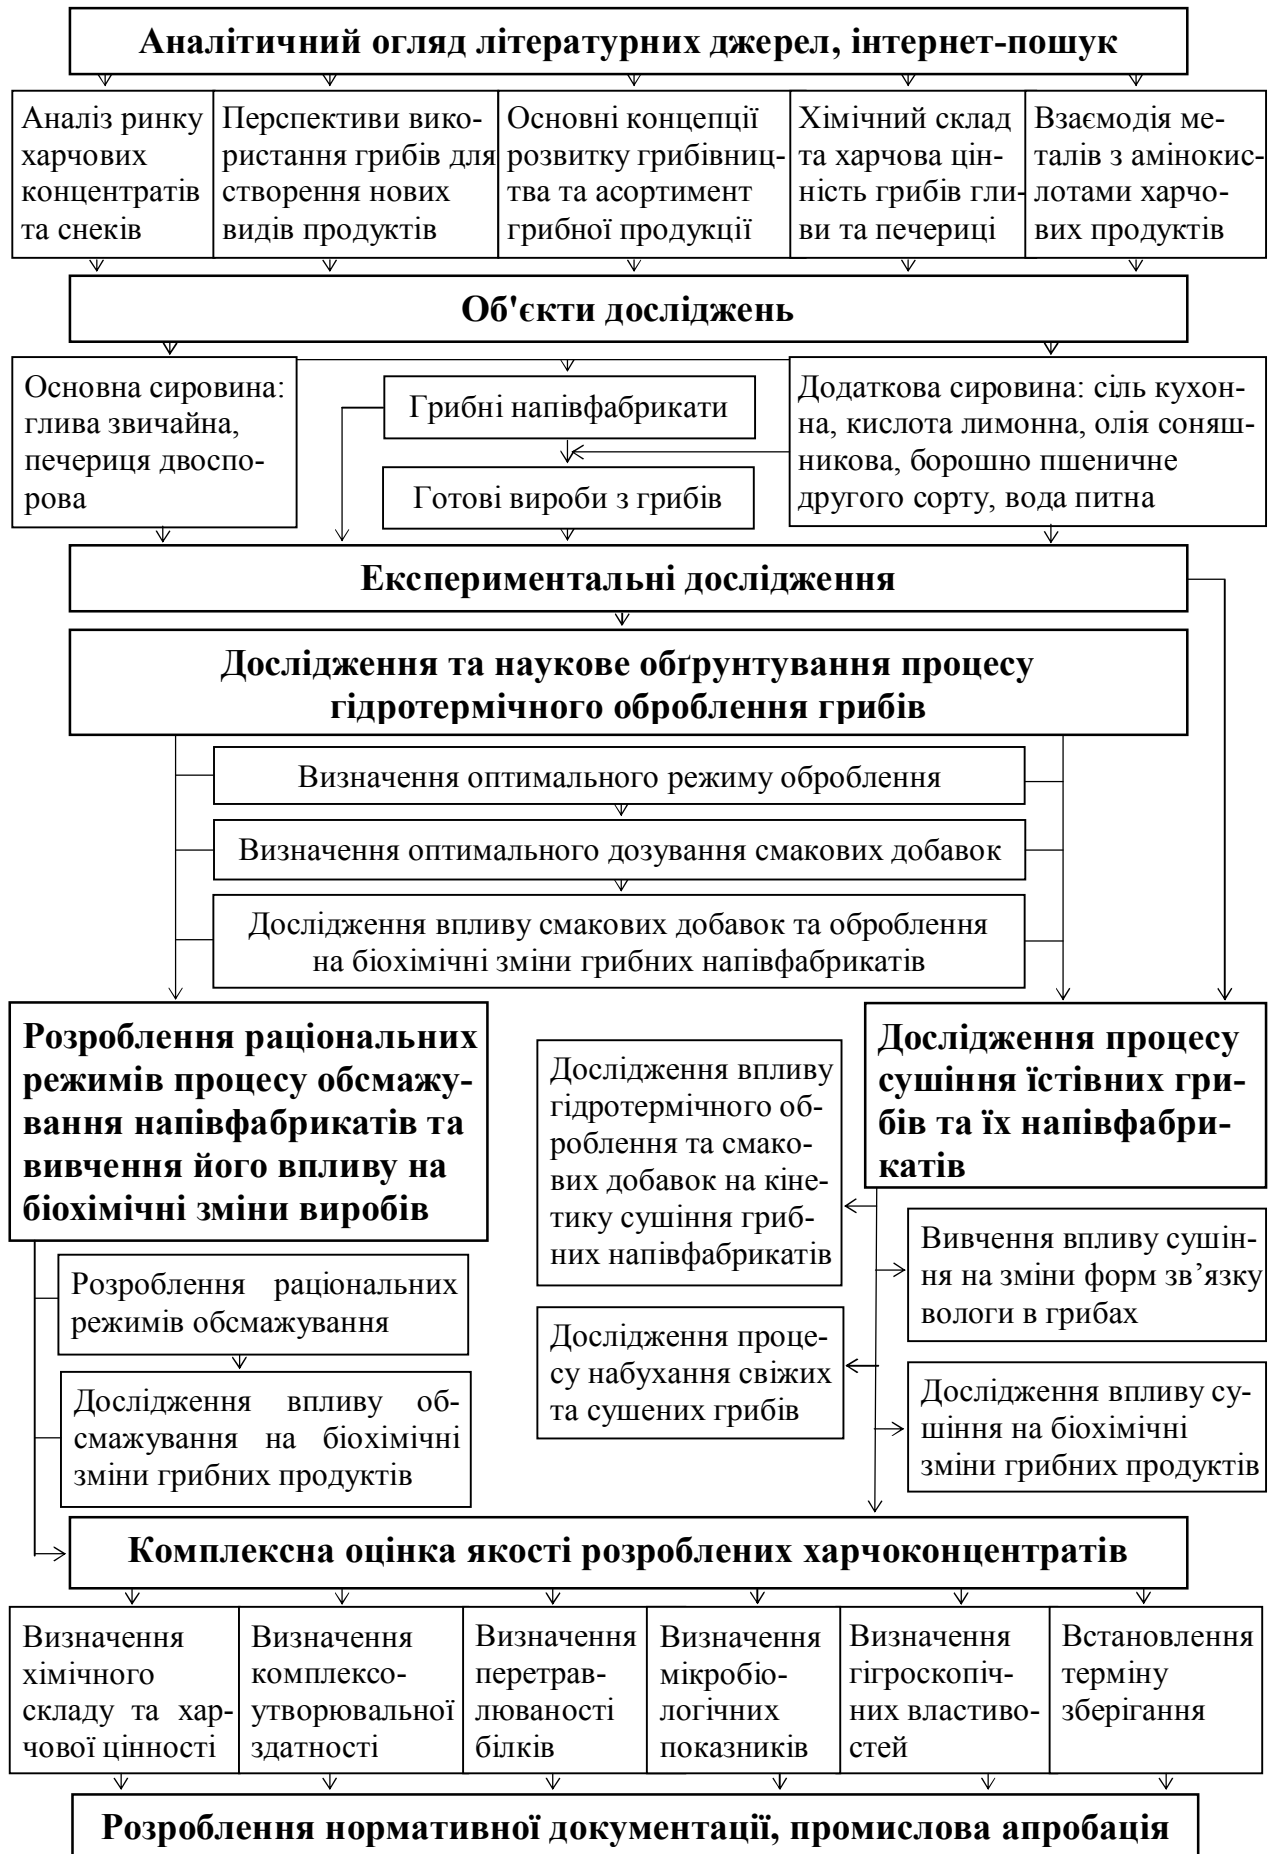 Аналітичний огляд літературних джерел, інтернет-пошук
Аналіз ринку
харчових
концентратів
та снеків
Перспективи вико-
ристання грибів для
створення нових
видів продуктів
Основні концепції
розвитку грибівниц-
тва та асортимент
грибної продукції
Хімічний склад
та харчова цін-
ність грибів гли-
ви та печериці
Взаємодія ме-
талів з амінокис-
лотами харчо-
вих продуктів
Об'єкти досліджень
Основна сировина:
глива звичайна,
печериця двоспо-
рова
Грибні напівфабрикати
Готові вироби з грибів
Додаткова сировина: сіль кухон-
на, кислота лимонна, олія соняш-
никова, борошно пшеничне
другого сорту, вода питна
Експериментальні дослідження
Дослідження та наукове обґрунтування процесу
гідротермічного оброблення грибів
Визначення оптимального режиму оброблення
Визначення оптимального дозування смакових добавок
Дослідження впливу смакових добавок та оброблення
на біохімічні зміни грибних напівфабрикатів
Розроблення раціональних
режимів процесу обсмажу-
вання напівфабрикатів та
вивчення його впливу на
біохімічні зміни виробів
Розроблення раціональних
режимів обсмажування
Дослідження впливу об-
смажування на біохімічні
зміни грибних продуктів
Дослідження впливу
гідротермічного об-
роблення та смако-
вих добавок на кіне-
тику сушіння гриб-
них напівфабрикатів
Дослідження проце-
су набухання свіжих
та сушених грибів
Дослідження процесу
сушіння їстівних гри-
бів та їх напівфабри-
катів
Вивчення впливу сушін-
ня на зміни форм зв’язку
вологи в грибах
Дослідження впливу су-
шіння на біохімічні
зміни грибних продуктів
Комплексна оцінка якості розроблених харчоконцентратів
Визначення
хімічного
складу та хар-
чової цінності
Визначення
комплексо-
утворювальної
здатності
Визначення
перетрав-
люваності
білків
Визначення
мікробіо-
логічних
показників
Визначення
гігроскопіч-
них властиво-
стей
Встановлення
терміну
зберігання
Розроблення нормативної документації, промислова апробація